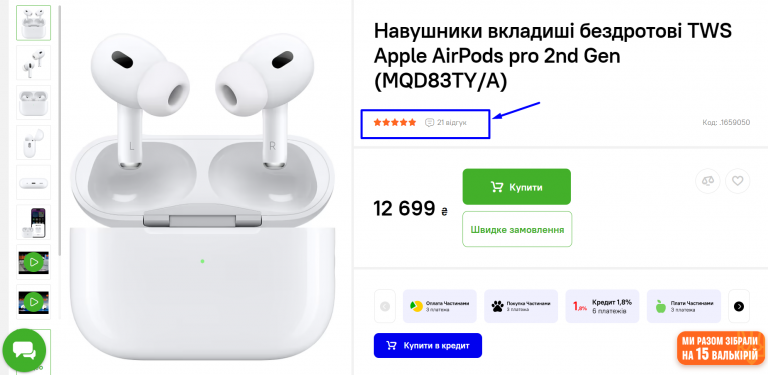 Навушники вкладиші бездротові TWS
Apple AirPods pro 2nd Gen
(MQD83TY/A)
21 відгук
Код: .1659050
L
R
12 699 ₴
Купити
Швидке замовлення
Оплата Частинами
3 платежа
Покупка Частинами
3 платежа
1,8%
Кредит 1,8%
6 платежів
Плати Частинами
3 платежа
Купити в кредит
МИ РАЗОМ ЗІБРАЛИ
НА 15 ВАЛЬКІРІЙ